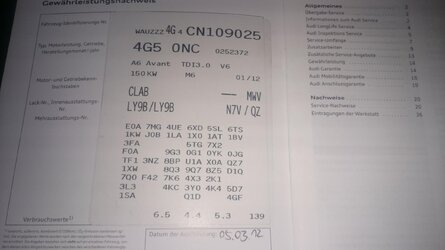 Gewährleistungsnachweis
Fahrzeug-Identifizierungs-Nr.
WAUZZZ 4G 4 CN109025
4G5 0NC 0252372
Typ, Motorleistung, Getriebe,
Herstellungsmonat / -jahr
A6 Avant TDI3.0 V6
150 KW M6 01/12
Motor- und Getriebekenn-
buchstaben
CLAB --- MWV
Lack-Nr., Innenausstattungs-
Nr.
LY9B/LY9B N7V / QZ
Mehrausstattungs-Nr.
E0A 7MG 4UE 6XD 5SL 6TS
1KW J0B 1LA 1X0 1AT 1BV
3FA 5TG 7X2
F0A 9G3 0G1 0YK 0JG
TF1 3NZ 8BP U1A X0A QZ7
1XW 8Q3 9Q7 8Z5 D1Q
7Q0 F42 7K6 4X3 2K1
3L3 4KC 3Y0 4K4 5D7
1SA Q1D 4GF
Verbrauchswerte
6.5 4.4 5.3 139
Datum der Auslieferung 05.03.12
Allgemeines
Übergabe-Service
Informationen zum Audi Service
Audi LongLife Service
Audi Inspektions Service
Service-Umfänge
Zusatzarbeiten
Zusätzliche Service-Angebote
Audi Garantie
Audi Mobilitätsgarantie
Audi Anschlussgarantie
Nachweise
Service-Nachweise
Eintragungen der Werkstatt